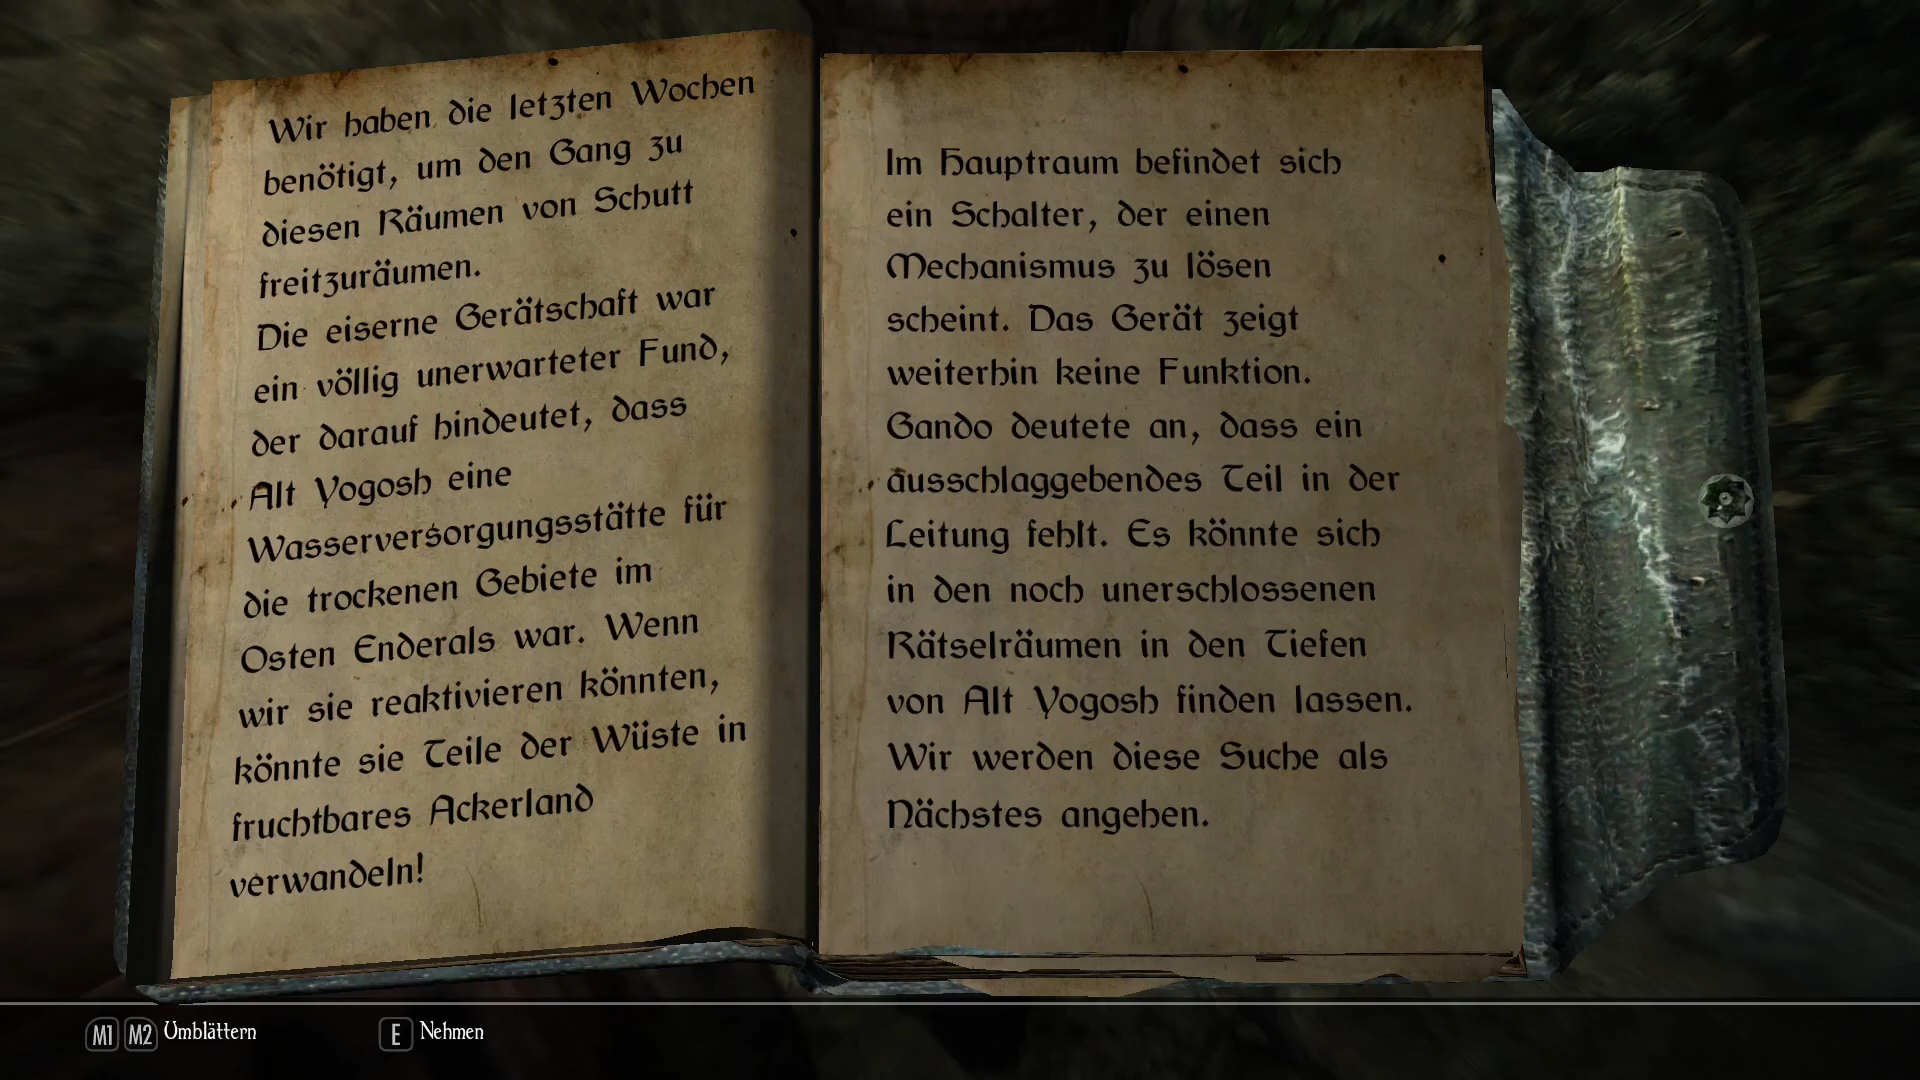 Wir haben die letzten Wochen
benötigt, um den Gang zu
diesen Räumen von Schutt
freitzuräumen.
Die eiserne Gerätschaft war
ein völlig unerwarteter Fund,
der darauf hindeutet, dass
Alt Yogosh eine
Wasserversorgungsstätte für
die trockenen Gebiete im
Osten Enderals war. Wenn
wir sie reaktivieren könnten,
könnte sie Teile der Wüste in
fruchtbares Ackerland
verwandeln!
Im Hauptraum befindet sich
ein Schalter, der einen
Mechanismus zu lösen
scheint. Das Gerät zeigt
weiterhin keine Funktion.
Gando deutete an, dass ein
ausschlaggebendes Teil in der
Leitung fehlt. Es könnte sich
in den noch unerschlossenen
Rätselräumen in den Tiefen
von Alt Yogosh finden lassen.
Wir werden diese Suche als
Nächstes angehen.
M1 M2 Umblättern E Nehmen